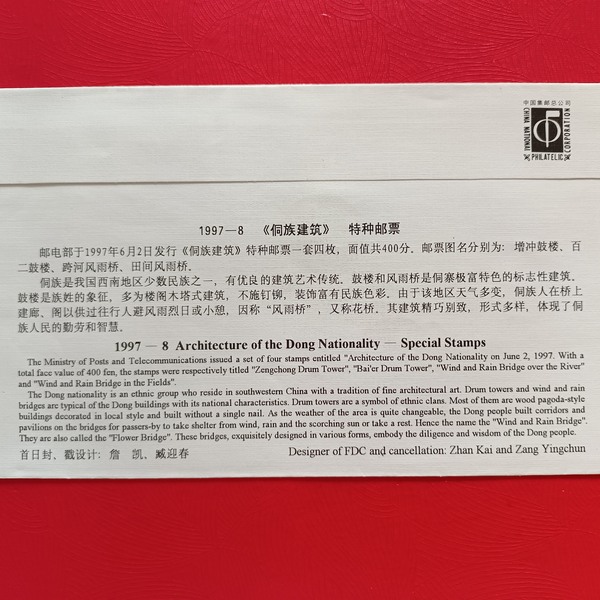 中国集邮总公司
CHINA NATIONAL
PHILATELIC
CORPORATION
1997—8 《侗族建筑》 特种邮票
邮电部于1997年6月2日发行《侗族建筑》特种邮票一套四枚，面值共400分．邮票图名分别为：增冲鼓楼、百
二鼓楼、跨河风雨桥、田间风雨桥．
侗族是我国西南地区少数民族之一，有优良的建筑艺术传统．鼓楼和风雨桥是侗寨极富特色的标志性建筑．
鼓楼是族姓的象征，多为楼阁木塔式建筑，不施钉铆，装饰富有民族色彩．由于该地区天气多变，侗族人在桥上
建廊、阁以供过往行人避风雨烈日或小憩，因称“风雨桥”，又称花桥．其建筑精巧别致，形式多样，体现了侗
族人民的勤劳和智慧．
1997 — 8 Architecture of the Dong Nationality — Special Stamps
The Ministry of Posts and Telecommunications issued a set of four stamps entitled "Architecture of the Dong Nationality on June 2, 1997. With a
total face value of 400 fen, the stamps were respectively titled "Zengchong Drum Tower", "Bai'er Drum Tower", "Wind and Rain Bridge over the River"
and "Wind and Rain Bridge in the Fields".
The Dong nationality is an ethnic group who reside in southwestern China with a tradition of fine architectural art. Drum towers and wind and rain
bridges are typical of the Dong buildings with its national characteristics. Drum towers are a symbol of ethnic clans. Most of them are wood pagoda-style
buildings decorated in local style and built without a single nail. As the weather of the area is quite changeable, the Dong people built corridors and
pavilions on the bridges for passers-by to take shelter from wind, rain and the scorching sun or take a rest. Hence the name the "Wind and Rain Bridge".
They are also called the "Flower Bridge". These bridges, exquisitely designed in various forms, embody the diligence and wisdom of the Dong people.
首日封、戳设计：詹 凯、臧迎春
Designer of FDC and cancellation: Zhan Kai and Zang Yingchun